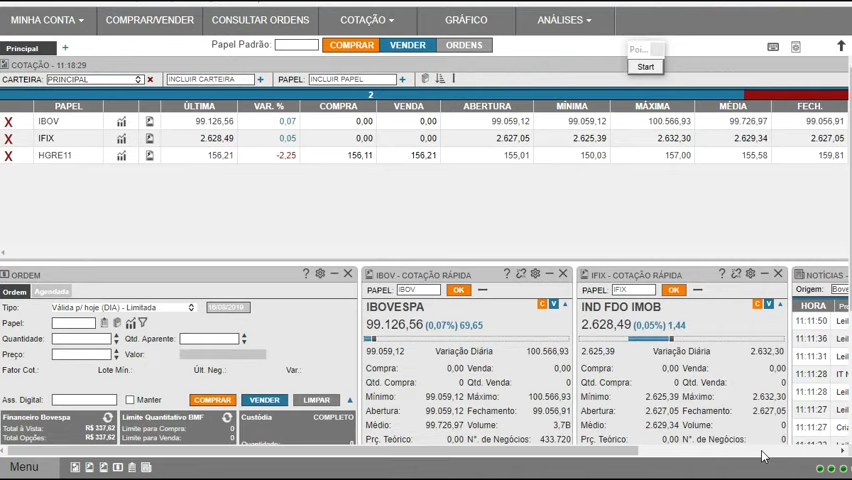 MINHA CONTA COMPRAR/VENDER CONSULTAR ORDENS COTAÇÃO GRÁFICO ANÁLISES
Principal +
Papel Padrão: COMPRAR VENDER ORDENS
Poi...
Start
COTAÇÃO - 11:18:29
CARTEIRA: PRINCIPAL x INCLUIR CARTEIRA + PAPEL: INCLUIR PAPEL +
2
PAPEL ÚLTIMA VAR. % COMPRA VENDA ABERTURA MÍNIMA MÁXIMA MÉDIA FECH.
X IBOV 99.126,56 0,07 0,00 0,00 99.059,12 99.059,12 100.566,93 99.726,97 99.056,91
X IFIX 2.628,49 0,05 0,00 0,00 2.627,05 2.625,39 2.632,30 2.629,34 2.627,05
X HGRE11 156,21 -2,25 156,11 156,21 155,01 150,03 157,00 155,58 159,81
ORDEM
Ordem Agendada
Tipo: Válida p/ hoje (DIA) - Limitada
Papel:
Quantidade: Qtd. Aparente:
Preço: Valor:
Fator Cot.: Lote Mín.: Últ. Neg.: Var.:
Ass. Digital: Manter COMPRAR VENDER LIMPAR
Financeiro Bovespa
Total à Vista: R$ 337,62
Total Opções: R$ 337,62
Limite Quantitativo BMF
Limite para Compra: 0
Limite para Venda: 0
Custódia COMPLETO
IBOV - COTAÇÃO RÁPIDA
PAPEL: IBOV OK
IBOVESPA C V
99.126,56 (0,07%) 69,65
99.059,12 Variação Diária 100.566,93
Compra: 0,00 Venda: 0,00
Qtd. Compra: 0 Qtd. Venda: 0
Mínimo: 99.059,12 Máximo: 100.566,93
Abertura: 99.059,12 Fechamento: 99.056,91
Médio: 99.726,97 Volume: 3,7B
Prç. Teórico: 0,00 N°. de Negócios: 433.720
IFIX - COTAÇÃO RÁPIDA
PAPEL: IFIX OK
IND FDO IMOB C V
2.628,49 (0,05%) 1,44
2.625,39 Variação Diária 2.632,30
Compra: 0,00 Venda: 0,00
Qtd. Compra: 0 Qtd. Venda: 0
Mínimo: 2.625,39 Máximo: 2.632,30
Abertura: 2.625,39 Fechamento: 2.627,05
Médio: 2.629,34 Volume: 0
Prç. Teórico: 0,00 N°. de Negócios: 0
NOTÍCIAS -
Origem: Bove
HORA
11:11:50 Lei
11:11:36 Lei
11:11:31 Lei
11:11:28 IT N
11:11:28 Lei
11:11:27 Lei
11:11:27 Cria
Menu